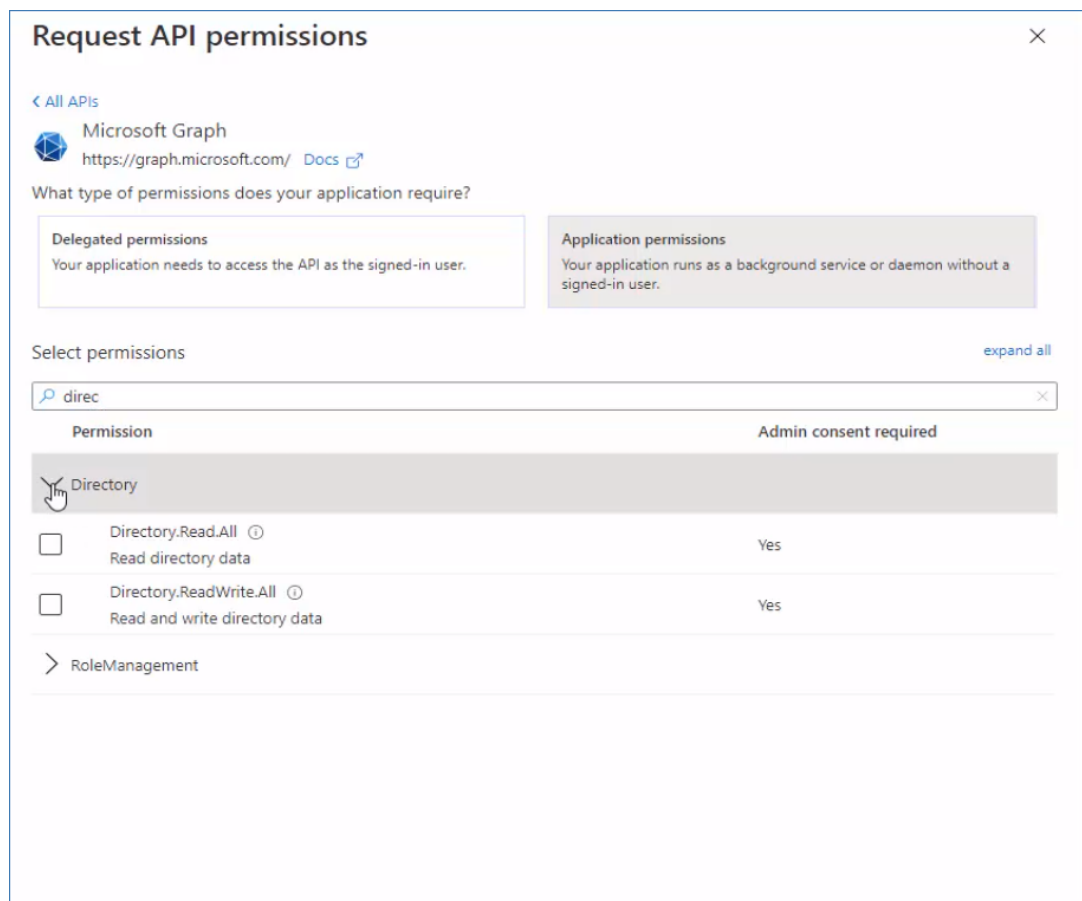 Request API permissions
All APIs
Microsoft Graph
https://graph.microsoft.com/ Docs
What type of permissions does your application require?
Delegated permissions
Your application needs to access the API as the signed-in user.
Application permissions
Your application runs as a background service or daemon without a
signed-in user.
Select permissions
expand all
direc
Permission
Admin consent required
Directory
Directory.Read.All
Read directory data
Yes
Directory.ReadWrite.All
Read and write directory data
Yes
RoleManagement